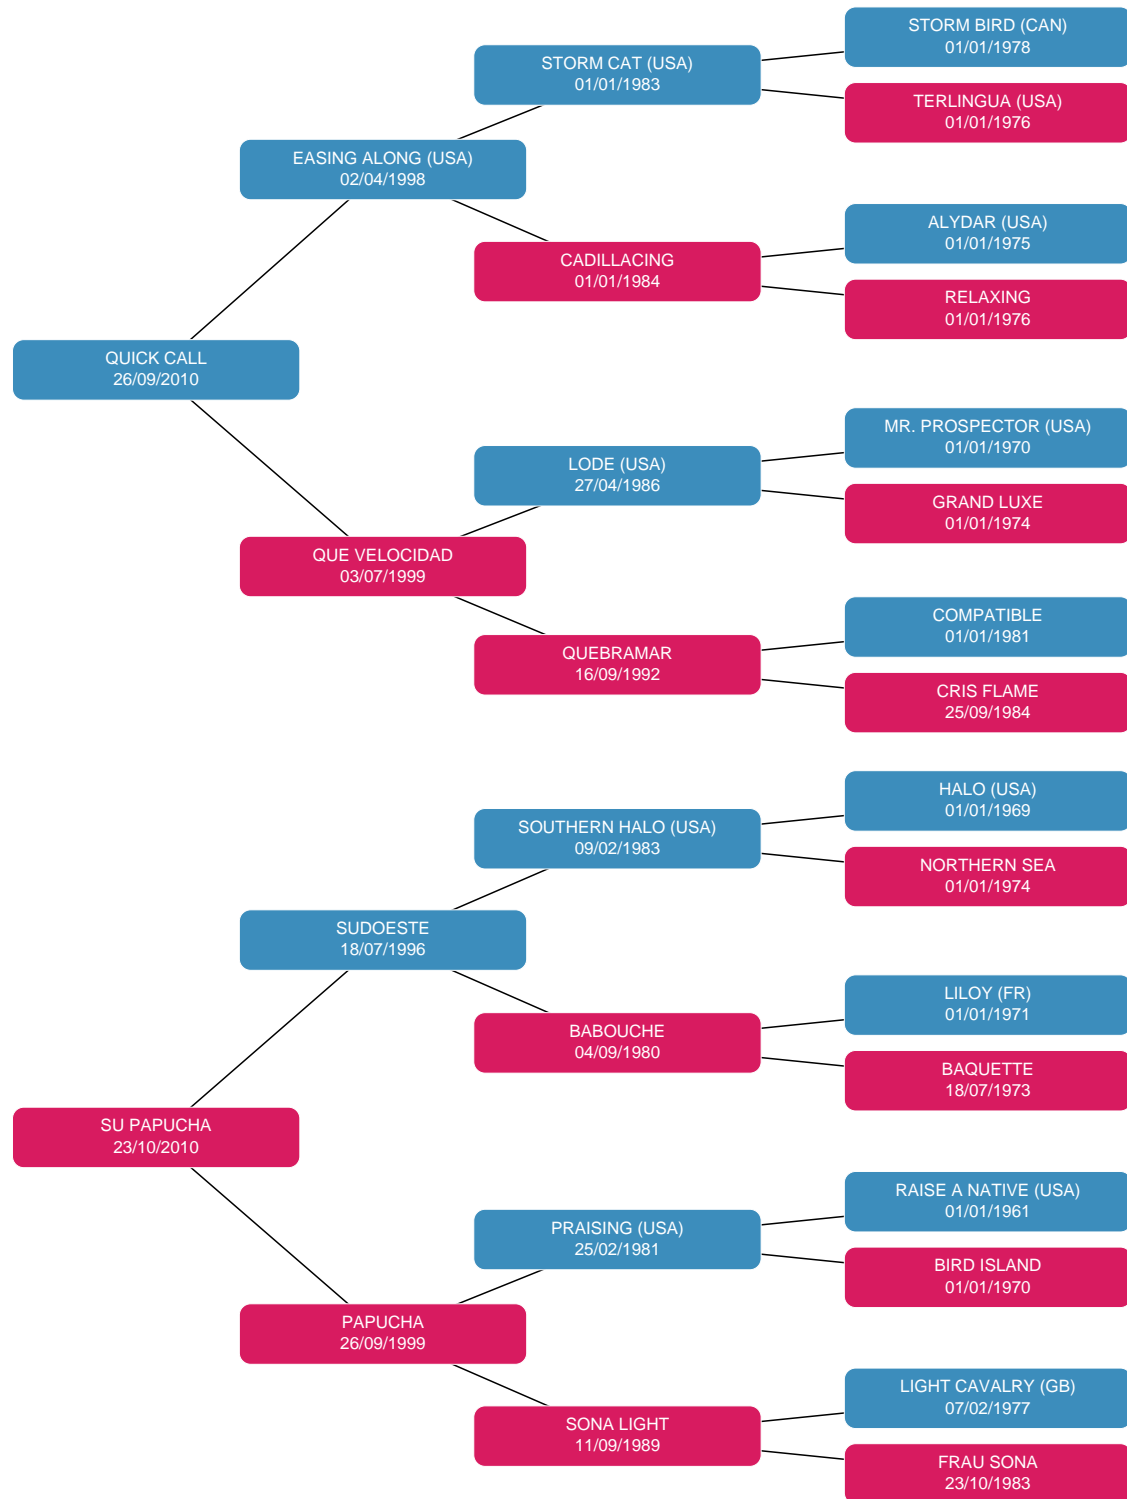 STORM BIRD (CAN)
01/01/1978
STORM CAT (USA)
01/01/1983
TERLINGUA (USA)
01/01/1976
EASING ALONG (USA)
02/04/1998
ALYDAR (USA)
01/01/1975
CADILLACING
01/01/1984
RELAXING
01/01/1976
QUICK CALL
26/09/2010
MR. PROSPECTOR (USA)
01/01/1970
LODE (USA)
27/04/1986
GRAND LUXE
01/01/1974
QUE VELOCIDAD
03/07/1999
COMPATIBLE
01/01/1981
QUEBRAMAR
16/09/1992
CRIS FLAME
25/09/1984
HALO (USA)
01/01/1969
SOUTHERN HALO (USA)
09/02/1983
NORTHERN SEA
01/01/1974
SUDOESTE
18/07/1996
LILOY (FR)
01/01/1971
BABOUCHE
04/09/1980
BAQUETTE
18/07/1973
SU PAPUCHA
23/10/2010
RAISE A NATIVE (USA)
01/01/1961
PRAISING (USA)
25/02/1981
BIRD ISLAND
01/01/1970
PAPUCHA
26/09/1999
LIGHT CAVALRY (GB)
07/02/1977
SONA LIGHT
11/09/1989
FRAU SONA
23/10/1983